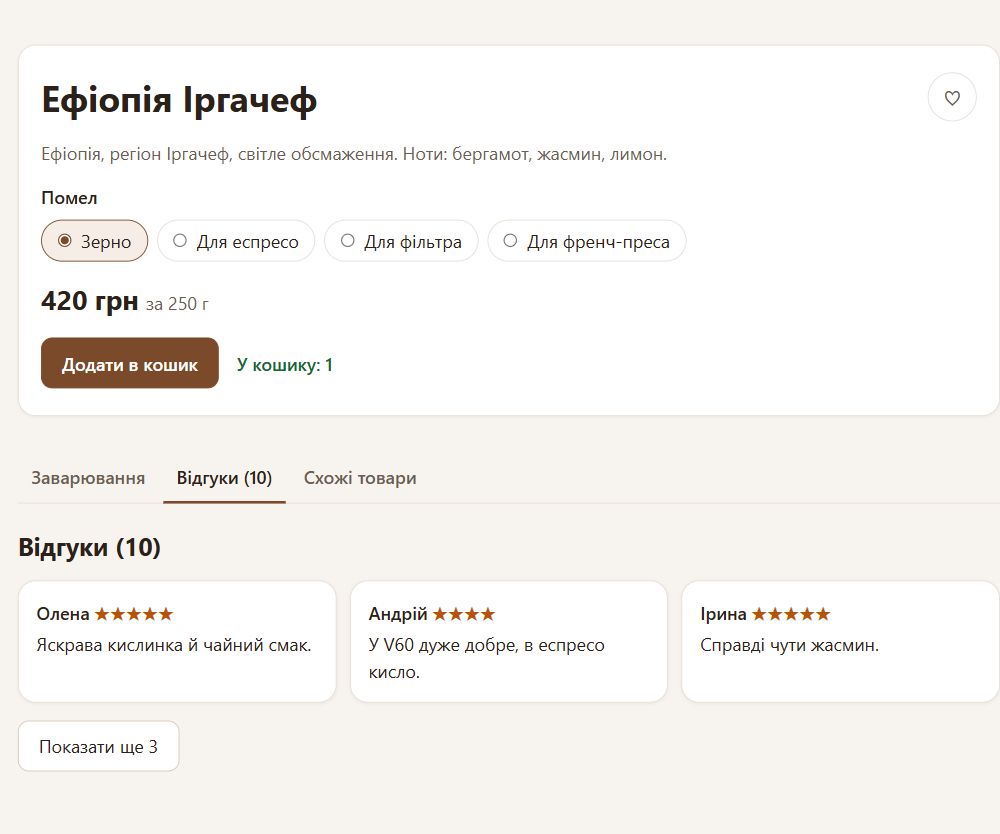 Ефіопія Іргачеф
Ефіопія, регіон Іргачеф, світле обсмаження. Ноти: бергамот, жасмин, лимон.
Помел
Зерно
Для еспресо
Для фільтра
Для френч-преса
420 грн за 250 г
Додати в кошик
У кошику: 1
Заварювання
Відгуки (10)
Схожі товари
Відгуки (10)
Олена ★★★★★
Яскрава кислинка й чайний смак.
Андрій ★★★★
У V60 дуже добре, в еспресо
кисло.
Ірина ★★★★★
Справді чути жасмин.
Показати ще 3